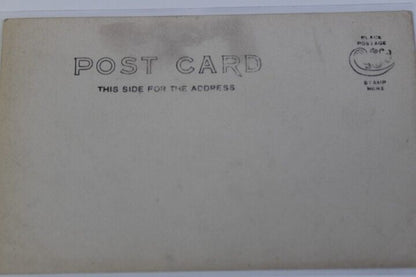 POST CARD
THIS SIDE FOR THE ADDRESS
PLACE
POSTAGE
STAMP
HERE